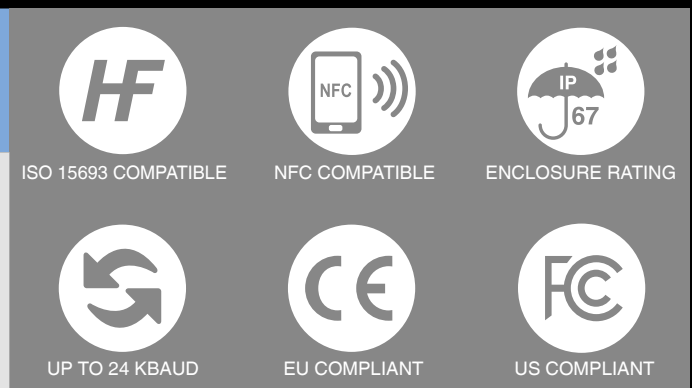 HF
NFC
IP
67
ISO 15693 COMPATIBLE
NFC COMPATIBLE
ENCLOSURE RATING
CE
FC
UP TO 24 KBAUD
EU COMPLIANT
US COMPLIANT